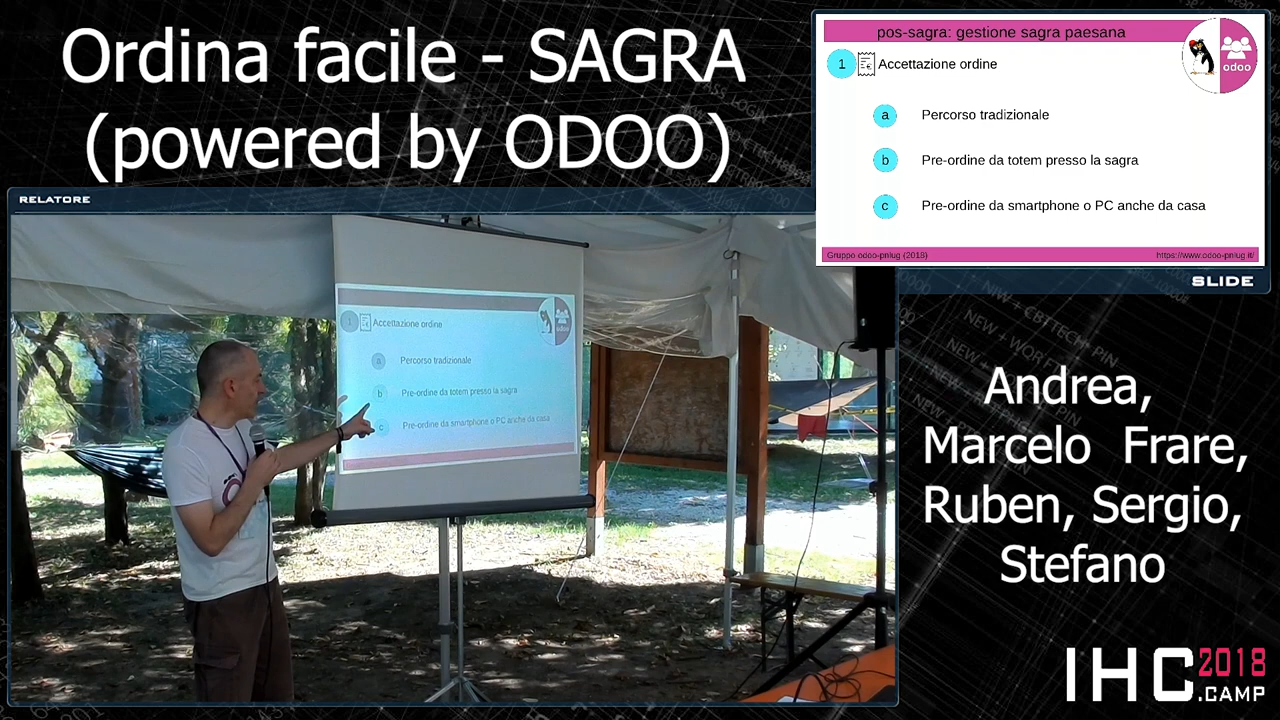 Ordina facile - SAGRA
(powered by ODOO)
pos-sagra: gestione sagra paesana
odoo
1 Accettazione ordine
a Percorso tradizionale
b Pre-ordine da totem presso la sagra
c Pre-ordine da smartphone o PC anche da casa
Gruppo odoo-pnlug (2018) https://www.odoo-pnlug.it/
SLIDE
RELATORE
1 Accettazione ordine
odoo
a Percorso tradizionale
b Pre-ordine da totem presso la sagra
c Pre-ordine da smartphone o PC anche da casa
Andrea,
Marcelo Frare,
Ruben, Sergio,
Stefano
IHC 2018
.CAMP